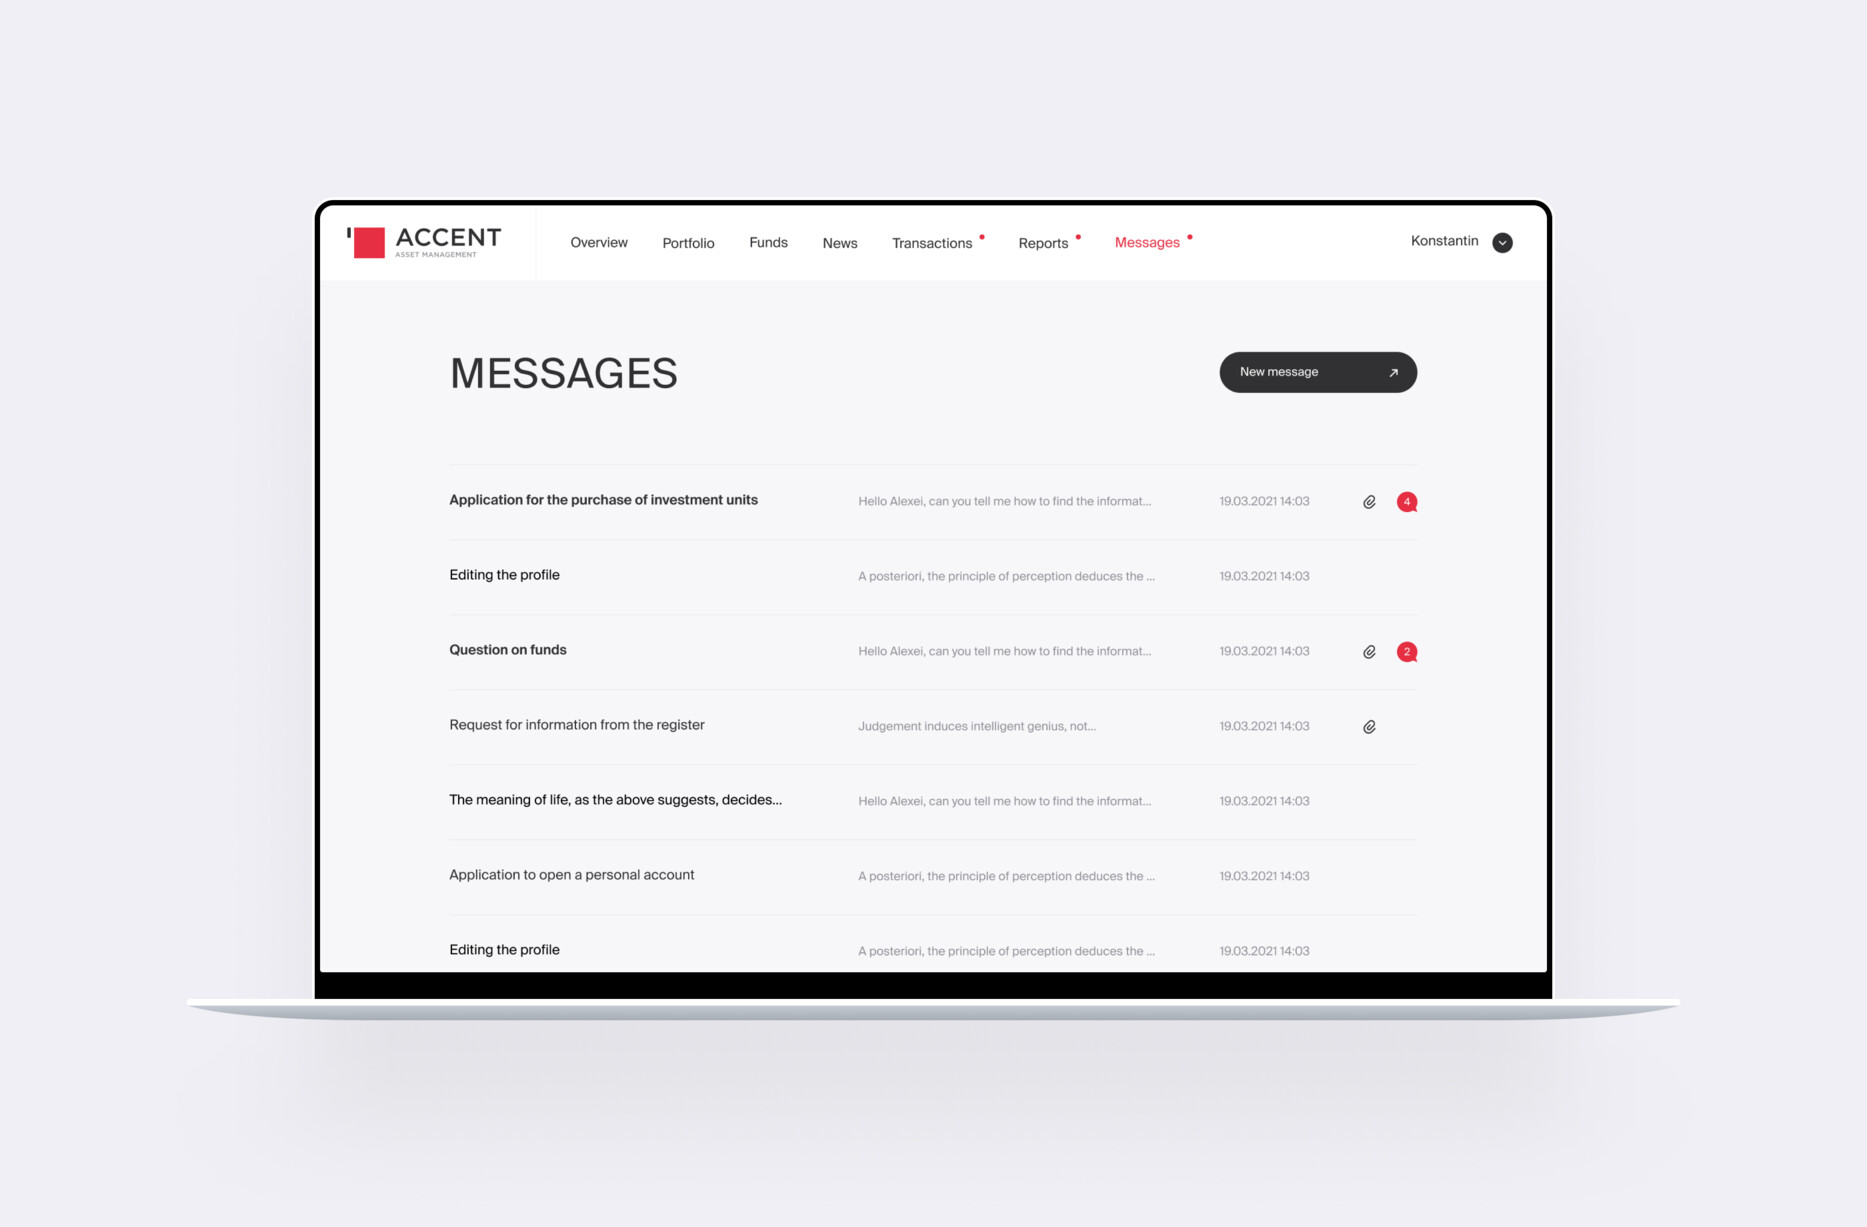 ACCENT
ASSET MANAGEMENT
Overview
Portfolio
Funds
News
Transactions
Reports
Messages
Konstantin
MESSAGES
New message
Application for the purchase of investment units
Hello Alexei, can you tell me how to find the informat...
19.03.2021 14:03
4
Editing the profile
A posteriori, the principle of perception deduces the ...
19.03.2021 14:03
Question on funds
Hello Alexei, can you tell me how to find the informat...
19.03.2021 14:03
2
Request for information from the register
Judgement induces intelligent genius, not...
19.03.2021 14:03
The meaning of life, as the above suggests, decides...
Hello Alexei, can you tell me how to find the informat...
19.03.2021 14:03
Application to open a personal account
A posteriori, the principle of perception deduces the ...
19.03.2021 14:03
Editing the profile
A posteriori, the principle of perception deduces the ...
19.03.2021 14:03